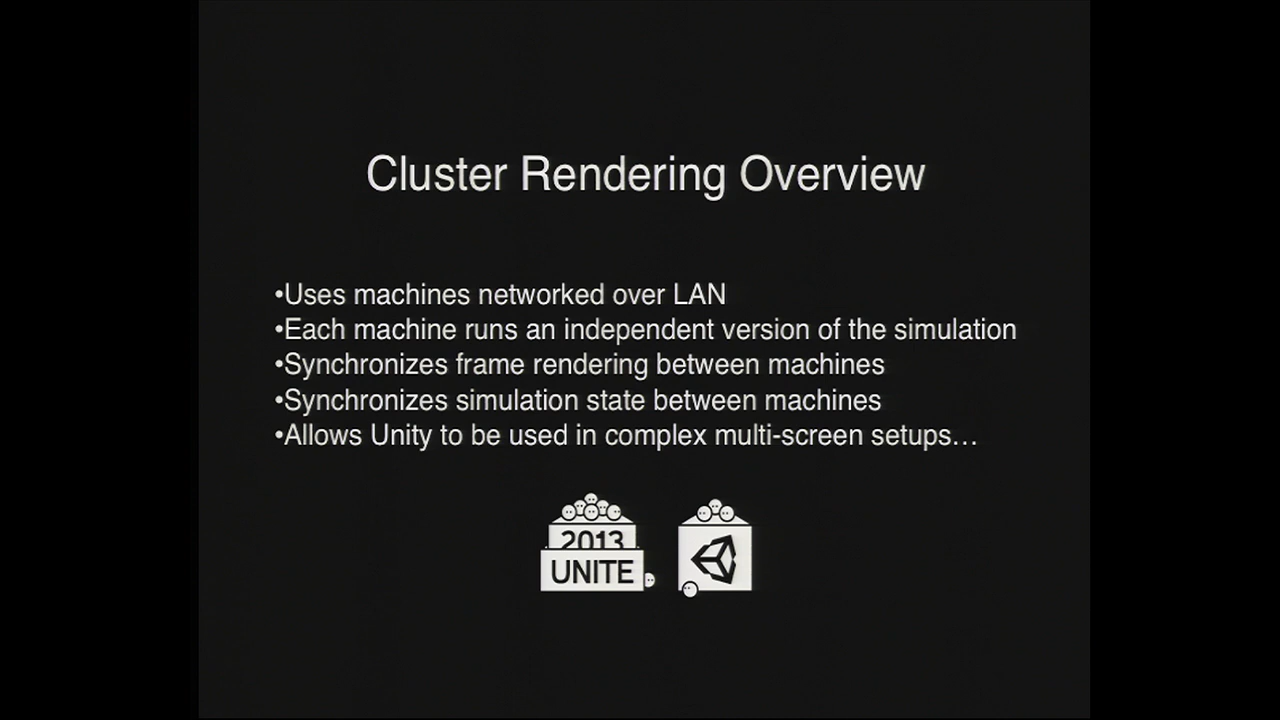 Cluster Rendering Overview
•Uses machines networked over LAN
•Each machine runs an independent version of the simulation
•Synchronizes frame rendering between machines
•Synchronizes simulation state between machines
•Allows Unity to be used in complex multi-screen setups…
2013
UNITE